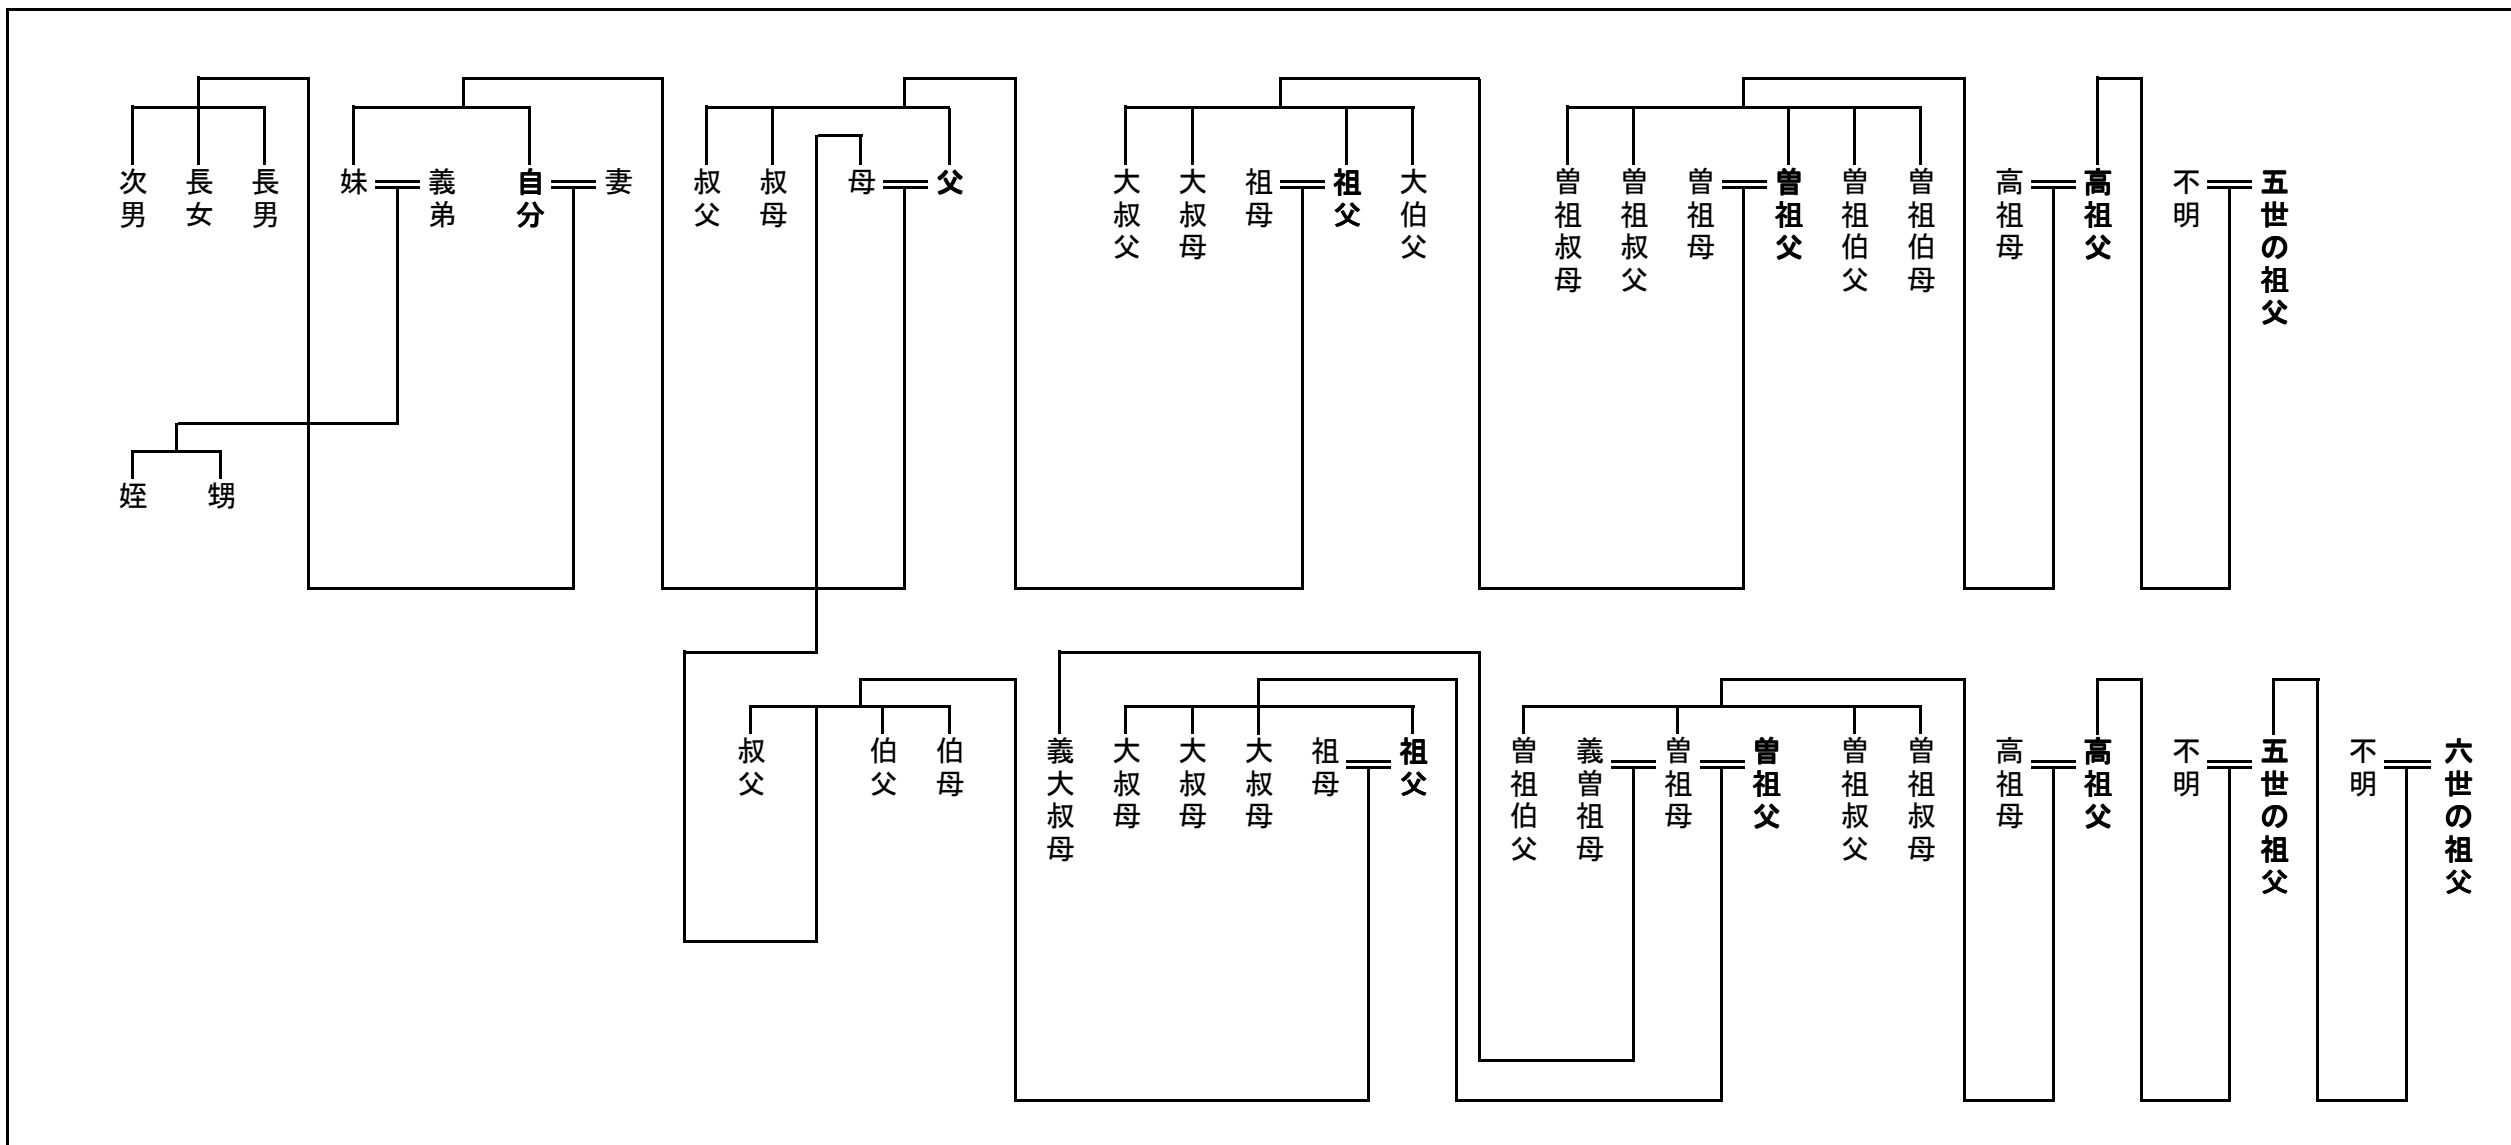 五世の祖父
不明
高祖父
高祖母
曽祖伯母
曽祖伯父
曽祖父
曽祖母
曽祖叔父
曽祖叔母
大伯父
祖父
祖母
大叔母
大叔父
父
母
叔母
叔父
妻
自分
義弟
妹
長男
長女
次男
甥
姪
六世の祖父
不明
五世の祖父
不明
高祖父
高祖母
曽祖叔母
曽祖叔父
曽祖父
曽祖母
義曽祖母
曽祖伯父
祖父
祖母
大叔母
大叔母
大叔母
義大叔母
伯母
伯父
叔父